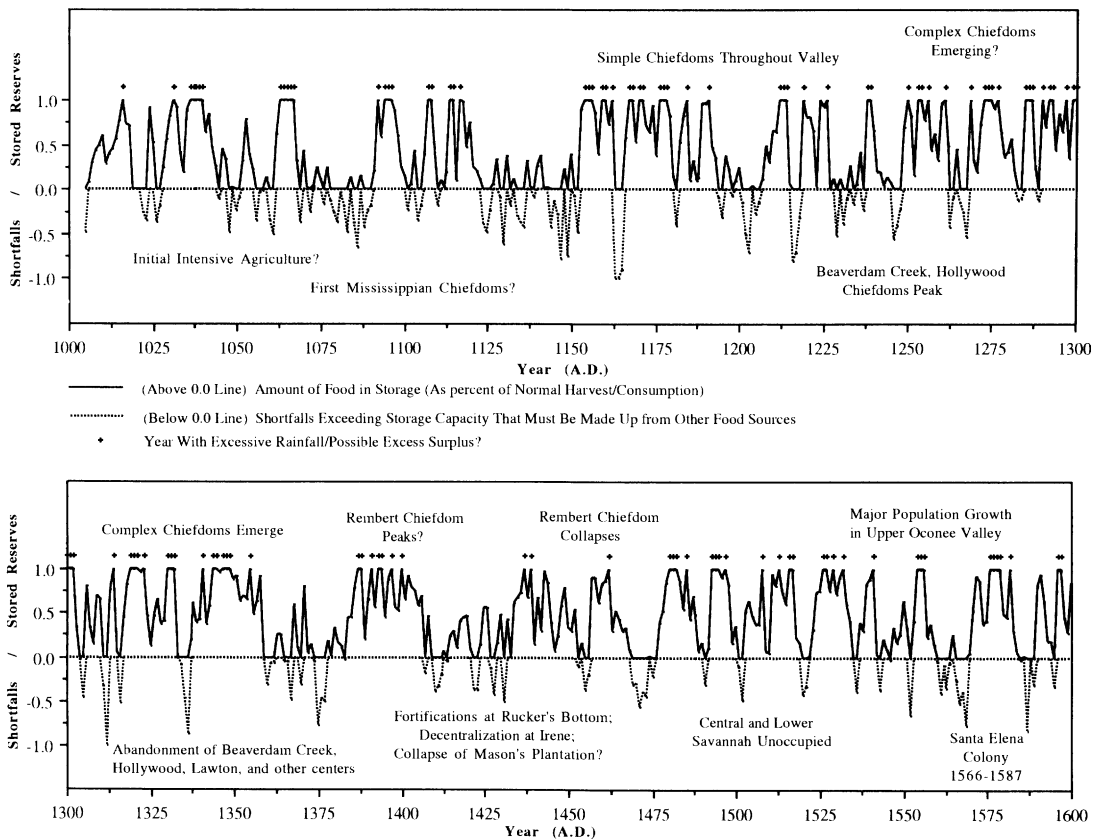 Complex Chiefdoms
Emerging?
Simple Chiefdoms Throughout Valley
Shortfalls / Stored Reserves
1.0
0.5
0.0
-0.5
-1.0
Initial Intensive Agriculture?
First Mississippian Chiefdoms?
Beaverdam Creek, Hollywood
Chiefdoms Peak
1000 1025 1050 1075 1100 1125 1150 1175 1200 1225 1250 1275 1300
Year (A.D.)
(Above 0.0 Line) Amount of Food in Storage (As percent of Normal Harvest/Consumption)
(Below 0.0 Line) Shortfalls Exceeding Storage Capacity That Must Be Made Up from Other Food Sources
Year With Excessive Rainfall/Possible Excess Surplus?
Complex Chiefdoms Emerge
Rembert Chiefdom
Peaks?
Rembert Chiefdom
Collapses
Major Population Growth
in Upper Oconee Valley
Shortfalls / Stored Reserves
1.0
0.5
0.0
-0.5
-1.0
Abandonment of Beaverdam Creek,
Hollywood, Lawton, and other centers
Fortifications at Rucker's Bottom;
Decentralization at Irene;
Collapse of Mason's Plantation?
Central and Lower
Savannah Unoccupied
Santa Elena
Colony
1566-1587
1300 1325 1350 1375 1400 1425 1450 1475 1500 1525 1550 1575 1600
Year (A.D.)